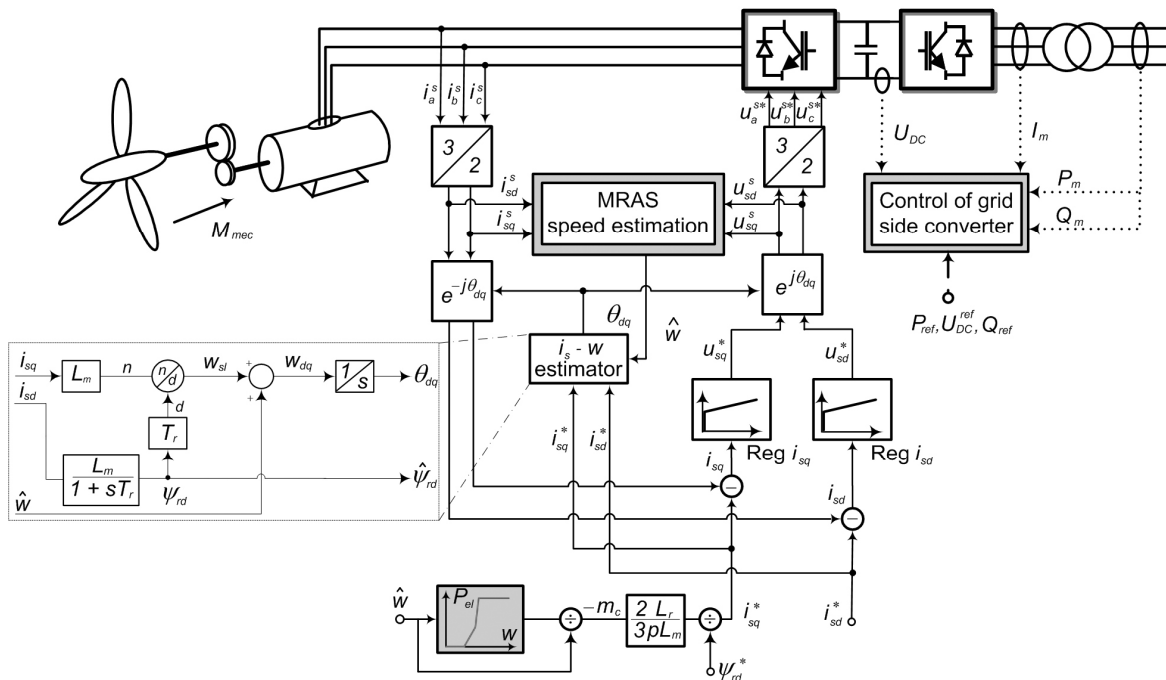 i_a^s i_b^s i_c^s
u_a^s* u_b^s* u_c^s*
U_DC
I_m
3/2
3/2
M_mec
i_sd^s
i_sq^s
MRAS
speed estimation
u_sd^s
u_sq^s
Control of grid
side converter
P_m
Q_m
P_ref, U_DC^ref, Q_ref
e^-jθ_dq
e^jθ_dq
θ_dq
ŵ
i_s - w
estimator
u_sq*
u_sd*
i_sq
L_m
n
n/d
w_sl
+
+
w_dq
1/s
θ_dq
i_sd
d
T_r
L_m
1 + sT_r
ψ_rd
ψ̂_rd
ŵ
i_sq*
i_sd*
Reg i_sq
Reg i_sd
i_sq
−
i_sd
−
ŵ
P_el
w
÷
−m_c
2 L_r
3pL_m
÷
i_sq*
i_sd*
ψ_rd*